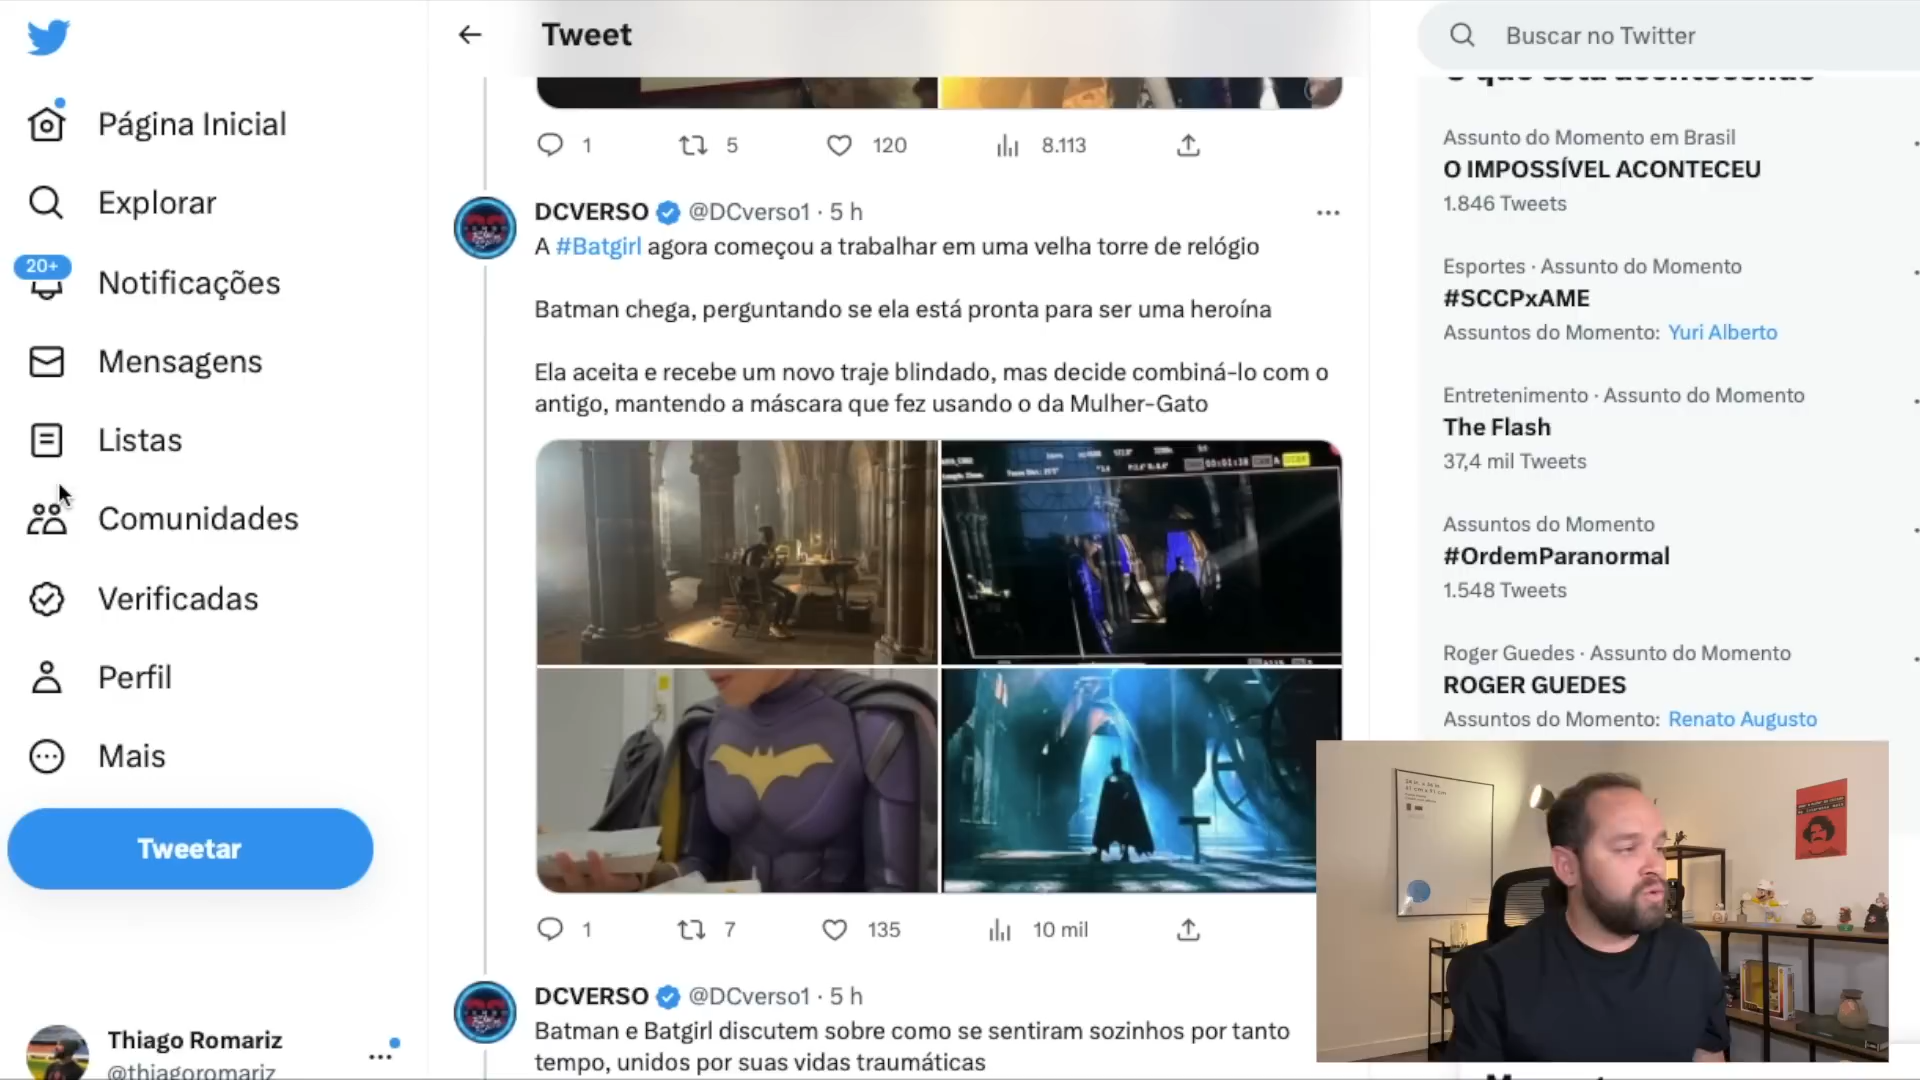 Tweet
Buscar no Twitter
Página Inicial
Explorar
20+
Notificações
Mensagens
Listas
Comunidades
Verificadas
Perfil
Mais
Tweetar
Thiago Romariz
@thiagoromariz
1 5 120 8.113
DCVERSO @DCverso1 · 5 h
A #Batgirl agora começou a trabalhar em uma velha torre de relógio
Batman chega, perguntando se ela está pronta para ser uma heroína
Ela aceita e recebe um novo traje blindado, mas decide combiná-lo com o
antigo, mantendo a máscara que fez usando o da Mulher-Gato
1 7 135 10 mil
DCVERSO @DCverso1 · 5 h
Batman e Batgirl discutem sobre como se sentiram sozinhos por tanto
tempo, unidos por suas vidas traumáticas
O que está acontecendo
Assunto do Momento em Brasil
O IMPOSSÍVEL ACONTECEU
1.846 Tweets
Esportes · Assunto do Momento
#SCCPxAME
Assuntos do Momento: Yuri Alberto
Entretenimento · Assunto do Momento
The Flash
37,4 mil Tweets
Assuntos do Momento
#OrdemParanormal
1.548 Tweets
Roger Guedes · Assunto do Momento
ROGER GUEDES
Assuntos do Momento: Renato Augusto